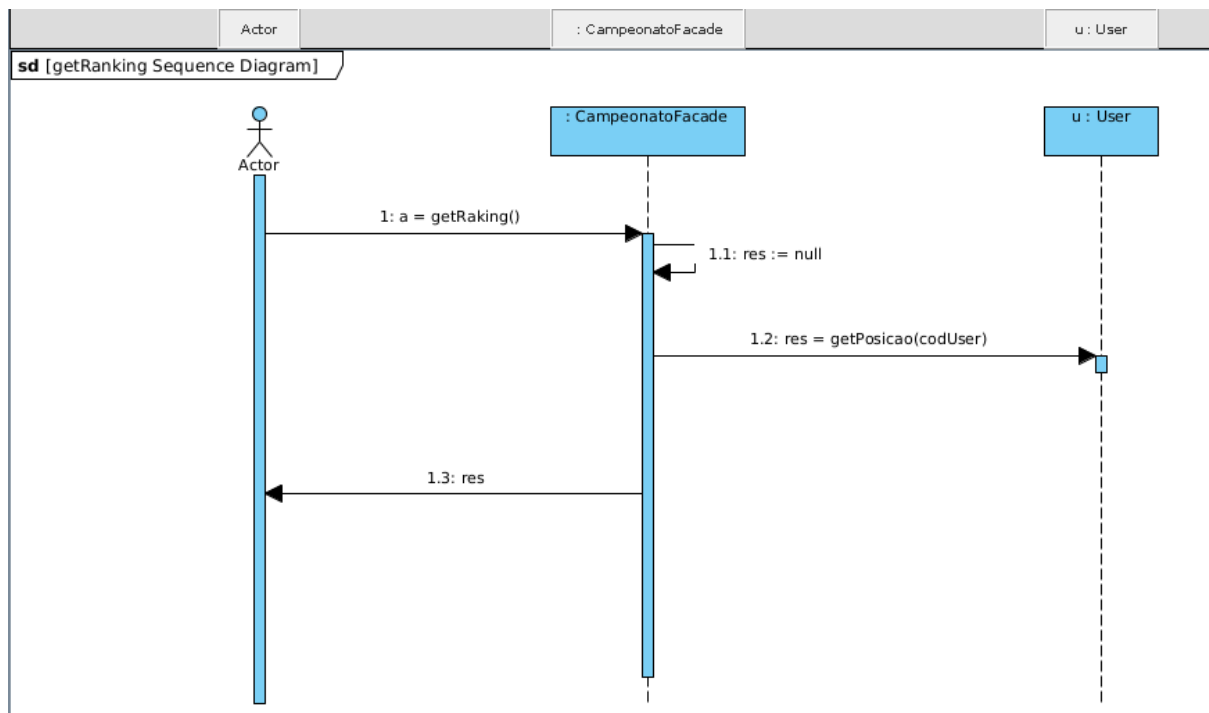 Actor
: CampeonatoFacade
u : User
sd [getRanking Sequence Diagram]
: CampeonatoFacade
u : User
Actor
1: a = getRaking()
1.1: res := null
1.2: res = getPosicao(codUser)
1.3: res